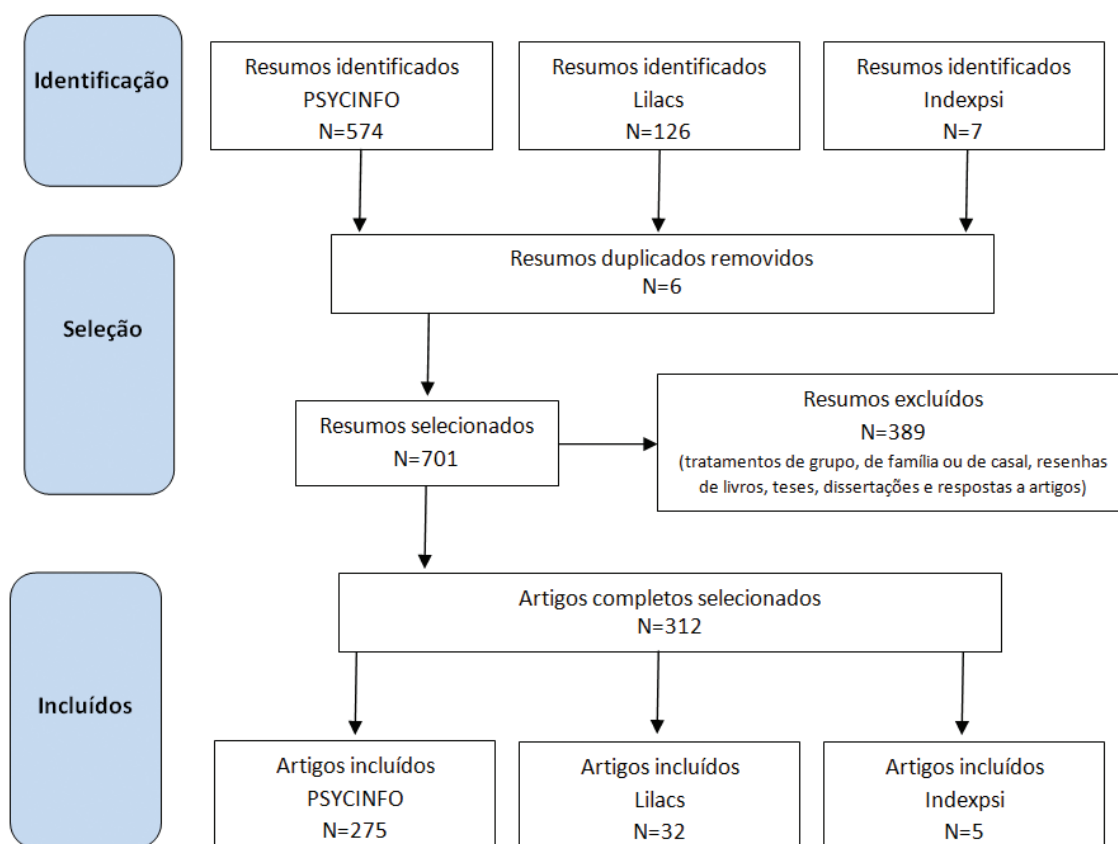 Identificação
Resumos identificados
PSYCINFO
N=574
Resumos identificados
Lilacs
N=126
Resumos identificados
Indexpsi
N=7
Seleção
Resumos duplicados removidos
N=6
Resumos selecionados
N=701
Resumos excluídos
N=389
(tratamentos de grupo, de família ou de casal, resenhas
de livros, teses, dissertações e respostas a artigos)
Incluídos
Artigos completos selecionados
N=312
Artigos incluídos
PSYCINFO
N=275
Artigos incluídos
Lilacs
N=32
Artigos incluídos
Indexpsi
N=5